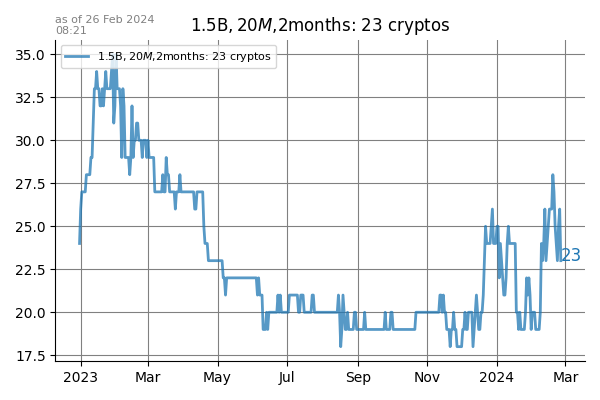 as of 26 Feb 2024
08:21
1.5B, 20M,2months: 23 cryptos
1.5B, 20M,2months: 23 cryptos
35.0
32.5
30.0
27.5
25.0
22.5
20.0
17.5
23
2023 Mar May Jul Sep Nov 2024 Mar